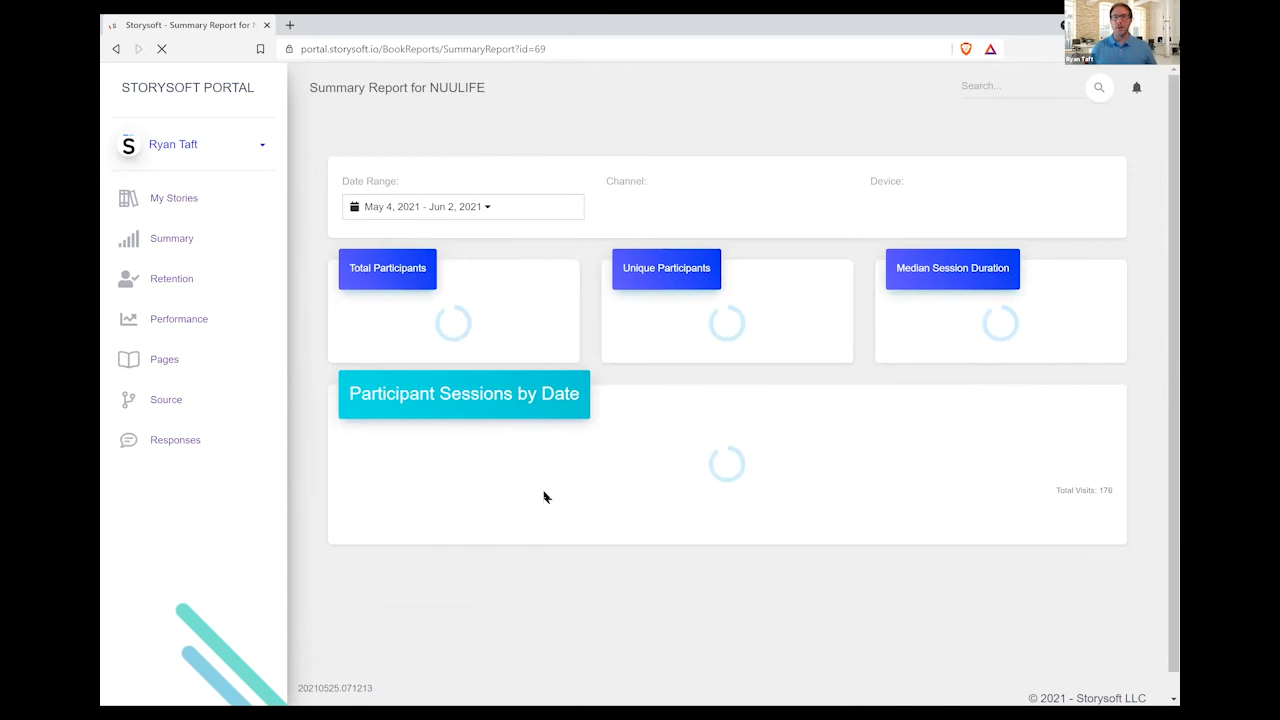 s Storysoft - Summary Report for N
portal.storysoft.io/BookReports/SummaryReport?id=69
Ryan Taft
STORYSOFT PORTAL
Summary Report for NUULIFE
Search...
S
Ryan Taft
My Stories
Summary
Retention
Performance
Pages
Source
Responses
Date Range:
Channel:
Device:
May 4, 2021 - Jun 2, 2021
Total Participants
Unique Participants
Median Session Duration
Participant Sessions by Date
Total Visits: 176
20210525.071213
© 2021 - Storysoft LLC